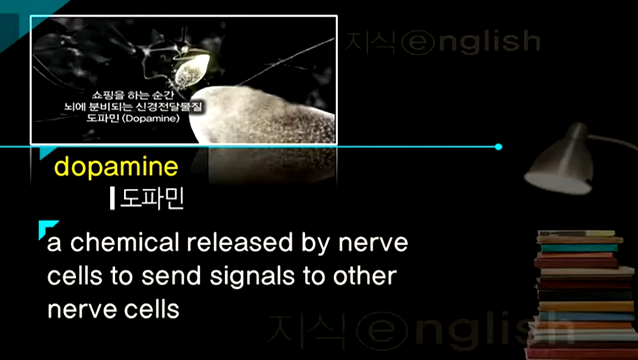 지식ⓔnglish
쇼핑을 하는 순간
뇌에 분비되는 신경전달물질
도파민(Dopamine)
dopamine
도파민
a chemical released by nerve
cells to send signals to other
nerve cells
지식ⓔnglish